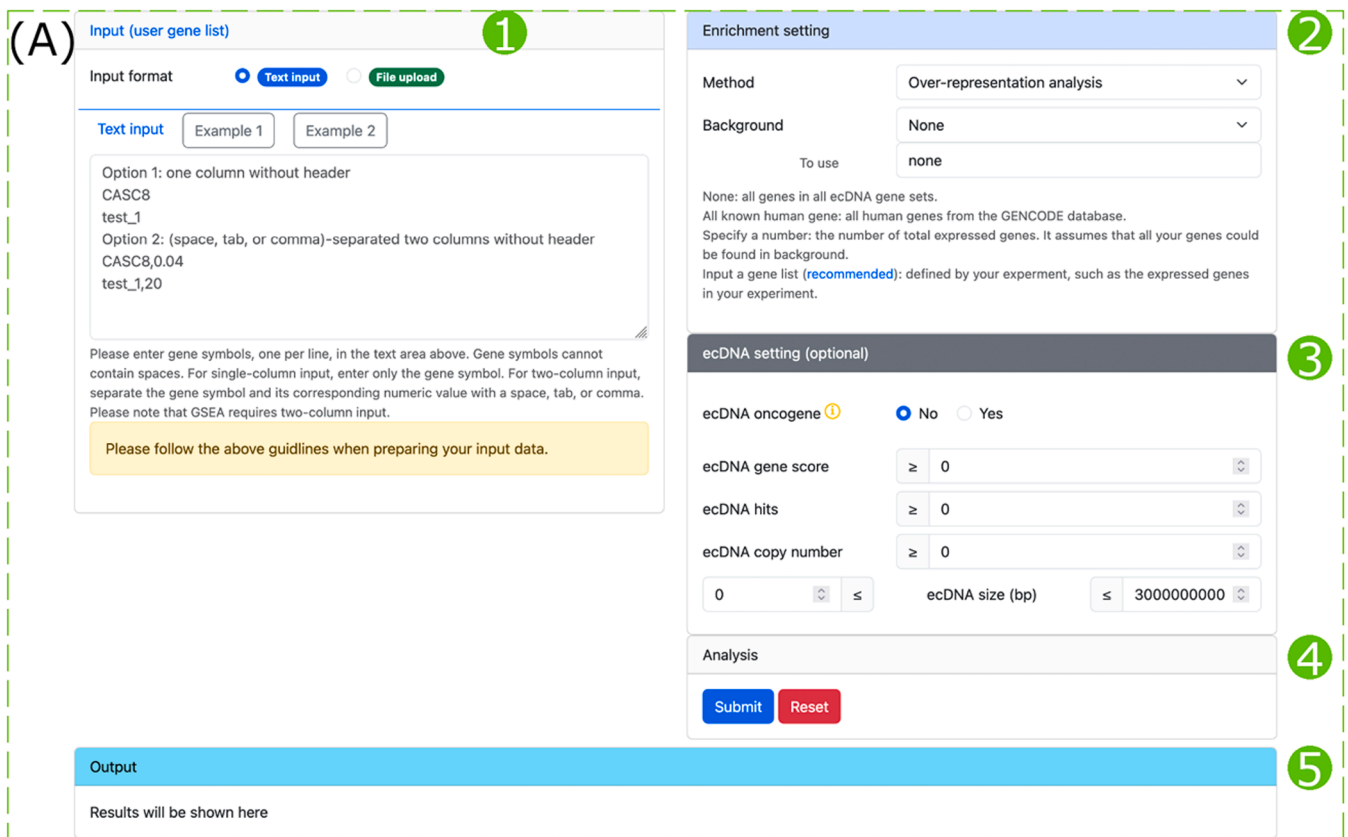 (A)
Input (user gene list)
1
Input format
Text input
File upload
Text input
Example 1
Example 2
Option 1: one column without header
CASC8
test_1
Option 2: (space, tab, or comma)-separated two columns without header
CASC8,0.04
test_1,20
Please enter gene symbols, one per line, in the text area above. Gene symbols cannot
contain spaces. For single-column input, enter only the gene symbol. For two-column input,
separate the gene symbol and its corresponding numeric value with a space, tab, or comma.
Please note that GSEA requires two-column input.
Please follow the above guidlines when preparing your input data.
Enrichment setting
2
Method
Over-representation analysis
Background
None
To use
none
None: all genes in all ecDNA gene sets.
All known human gene: all human genes from the GENCODE database.
Specify a number: the number of total expressed genes. It assumes that all your genes could
be found in background.
Input a gene list (recommended): defined by your experment, such as the expressed genes
in your experiment.
ecDNA setting (optional)
3
ecDNA oncogene
No
Yes
ecDNA gene score
≥ 0
ecDNA hits
≥ 0
ecDNA copy number
≥ 0
0 ≤ ecDNA size (bp) ≤ 3000000000
Analysis
4
Submit
Reset
Output
5
Results will be shown here